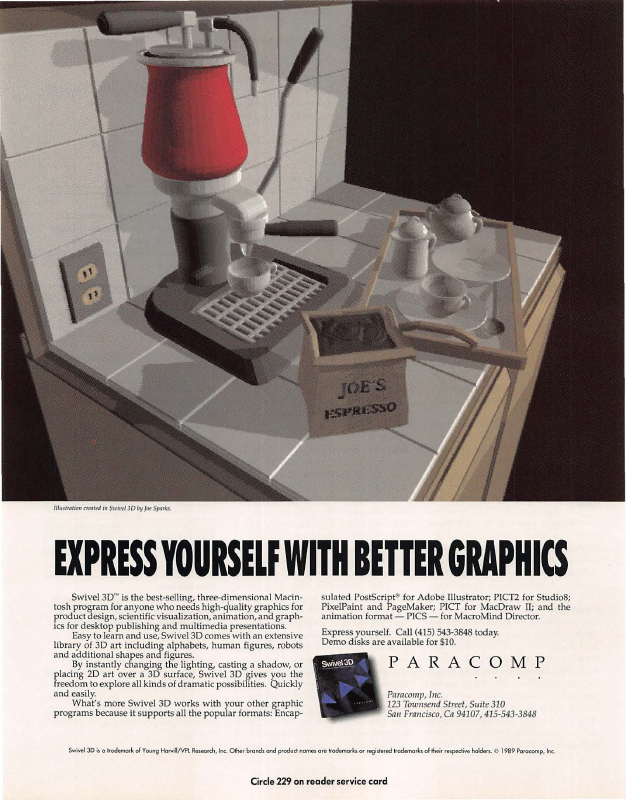 JOE'S
ESPRESSO
Illustration created in Swivel 3D by Joe Sparks.
EXPRESS YOURSELF WITH BETTER GRAPHICS
Swivel 3D™ is the best-selling, three-dimensional Macin-
tosh program for anyone who needs high-quality graphics for
product design, scientific visualization, animation, and graph-
ics for desktop publishing and multimedia presentations.
Easy to learn and use, Swivel 3D comes with an extensive
library of 3D art including alphabets, human figures, robots
and additional shapes and figures.
By instantly changing the lighting, casting a shadow, or
placing 2D art over a 3D surface, Swivel 3D gives you the
freedom to explore all kinds of dramatic possibilities. Quickly
and easily.
What's more Swivel 3D works with your other graphic
programs because it supports all the popular formats: Encap-
sulated PostScript® for Adobe Illustrator; PICT2 for Studio8;
PixelPaint and PageMaker; PICT for MacDraw II; and the
animation format — PICS — for MacroMind Director.
Express yourself. Call (415) 543-3848 today.
Demo disks are available for $10.
Swivel 3D
PARACOMP
PARACOMP
Paracomp, Inc.
123 Townsend Street, Suite 310
San Francisco, Ca 94107, 415-543-3848
Swivel 3D is a trademark of Young Harvill/VPL Research, Inc. Other brands and product names are trademarks or registered trademarks of their respective holders. © 1989 Paracomp, Inc.
Circle 229 on reader service card